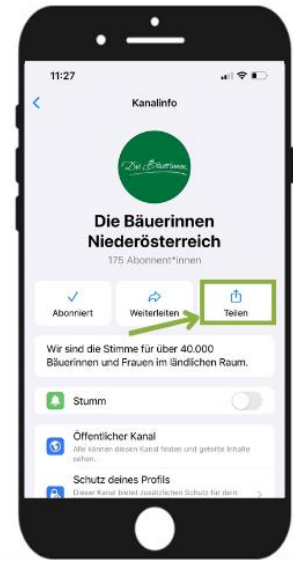 11:27
Kanalinfo
Die Bäuerinnen
Die Bäuerinnen
Niederösterreich
175 Abonnent*innen
Abonniert
Weiterleiten
Teilen
Wir sind die Stimme für über 40.000
Bäuerinnen und Frauen im ländlichen Raum.
Stumm
Öffentlicher Kanal
Alle können diesen Kanal finden und geteilte Inhalte
sehen.
Schutz deines Profils
Dieser Kanal bietet zusätzlichen Schutz für dein